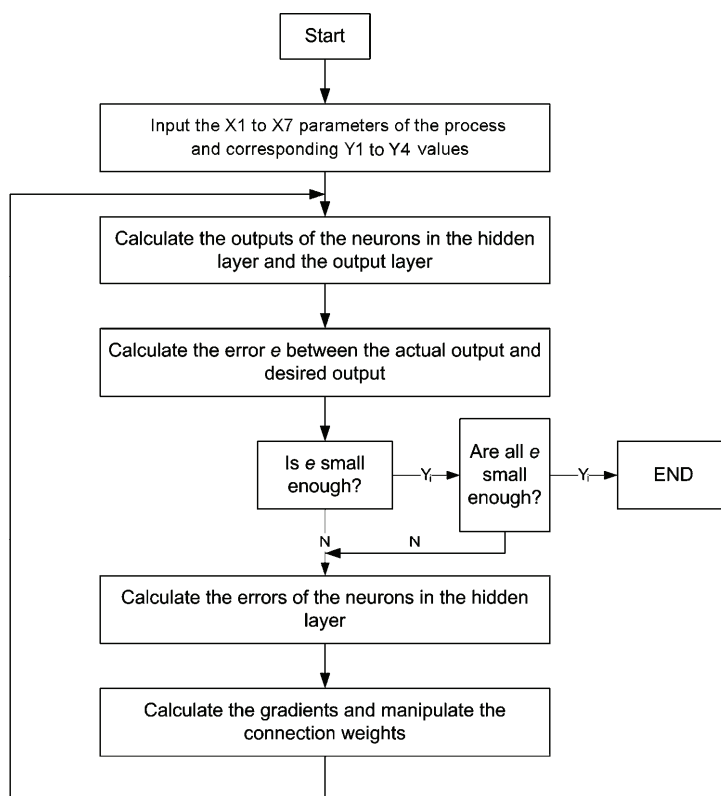 Start
Input the X1 to X7 parameters of the process
and corresponding Y1 to Y4 values
Calculate the outputs of the neurons in the hidden
layer and the output layer
Calculate the error e between the actual output and
desired output
Is e small
enough?
Yi
Are all e
small
enough?
Yi
END
N
N
Calculate the errors of the neurons in the hidden
layer
Calculate the gradients and manipulate the
connection weights